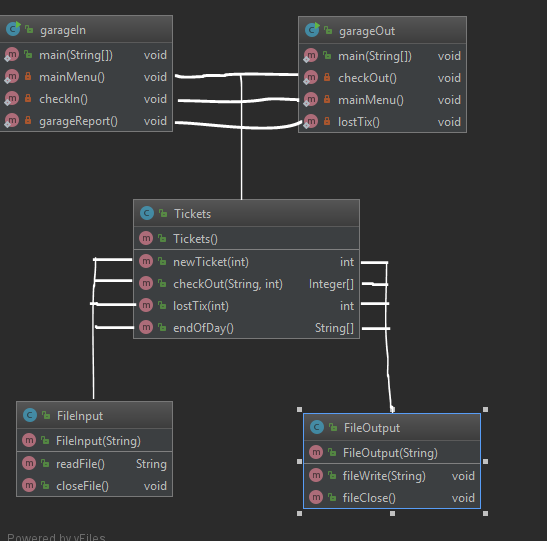 garageIn
main(String[]) void
mainMenu() void
checkIn() void
garageReport() void
garageOut
main(String[]) void
checkOut() void
mainMenu() void
lostTix() void
Tickets
Tickets()
newTicket(int) int
checkOut(String, int) Integer[]
lostTix(int) int
endOfDay() String[]
FileInput
FileInput(String)
readFile() String
closeFile() void
FileOutput
FileOutput(String)
fileWrite(String) void
fileClose() void
Powered by yFiles